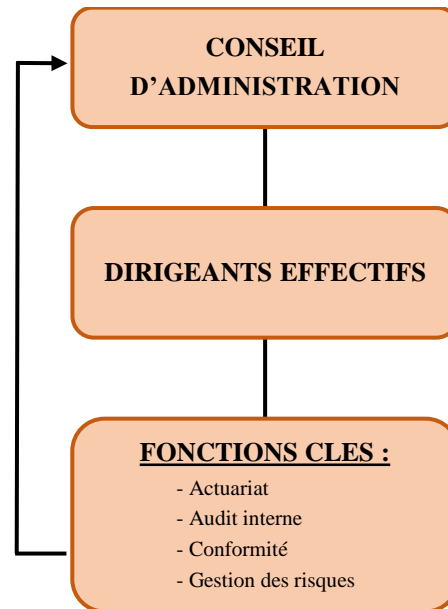 CONSEIL
D’ADMINISTRATION
DIRIGEANTS EFFECTIFS
FONCTIONS CLES :
- Actuariat
- Audit interne
- Conformité
- Gestion des risques